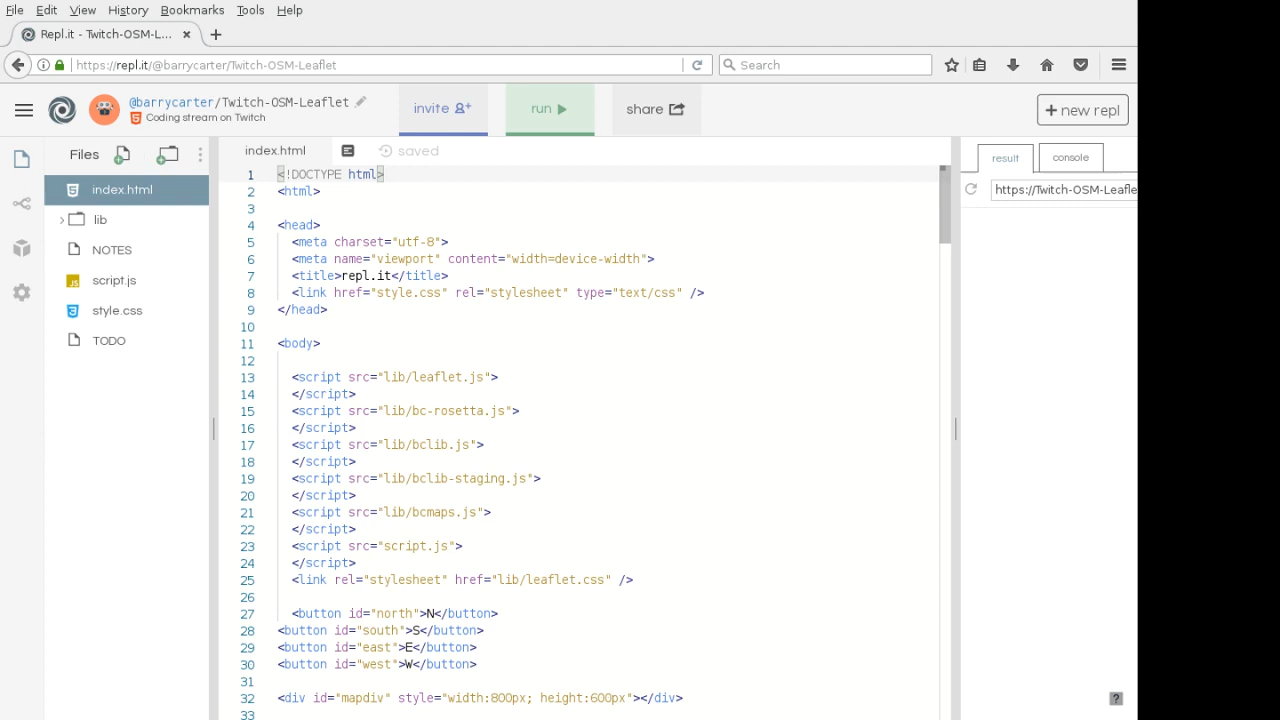 File Edit View History Bookmarks Tools Help
Repl.it - Twitch-OSM-L...
https://repl.it/@barrycarter/Twitch-OSM-Leaflet
Search
@barrycarter/Twitch-OSM-Leaflet
Coding stream on Twitch
invite
run
share
+ new repl
Files
index.html
lib
NOTES
script.js
style.css
TODO
index.html
saved
1 <!DOCTYPE html>
2 <html>
3
4 <head>
5 <meta charset="utf-8">
6 <meta name="viewport" content="width=device-width">
7 <title>repl.it</title>
8 <link href="style.css" rel="stylesheet" type="text/css" />
9 </head>
10
11 <body>
12
13 <script src="lib/leaflet.js">
14 </script>
15 <script src="lib/bc-rosetta.js">
16 </script>
17 <script src="lib/bclib.js">
18 </script>
19 <script src="lib/bclib-staging.js">
20 </script>
21 <script src="lib/bcmaps.js">
22 </script>
23 <script src="script.js">
24 </script>
25 <link rel="stylesheet" href="lib/leaflet.css" />
26
27 <button id="north">N</button>
28 <button id="south">S</button>
29 <button id="east">E</button>
30 <button id="west">W</button>
31
32 <div id="mapdiv" style="width:800px; height:600px"></div>
33
result
console
https://Twitch-OSM-Leafle
?